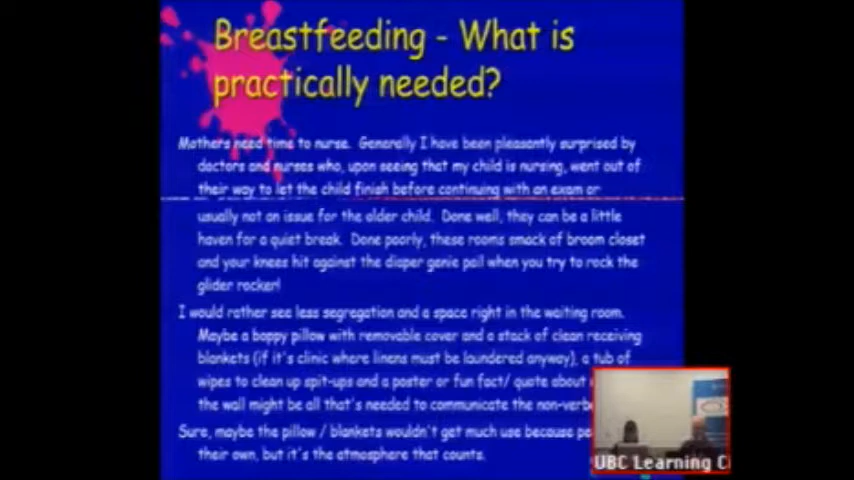 Breastfeeding - What is
practically needed?
Mothers need time to nurse. Generally I have been pleasantly surprised by
doctors and nurses who, upon seeing that my child is nursing, went out of
their way to let the child finish before continuing with an exam or
usually not an issue for the older child. Done well, they can be a little
haven for a quiet break. Done poorly, these rooms smack of broom closet
and your knees hit against the diaper genie pail when you try to rock the
glider rocker!
I would rather see less segregation and a space right in the waiting room.
Maybe a boppy pillow with removable cover and a stack of clean receiving
blankets (if it's clinic where linens must be laundered anyway), a tub of
wipes to clean up spit-ups and a poster or fun fact/ quote about
the wall might be all that's needed to communicate the
Sure, maybe the pillow / blankets wouldn't get much use because
their own, but it's the atmosphere that counts.
UBC Learning